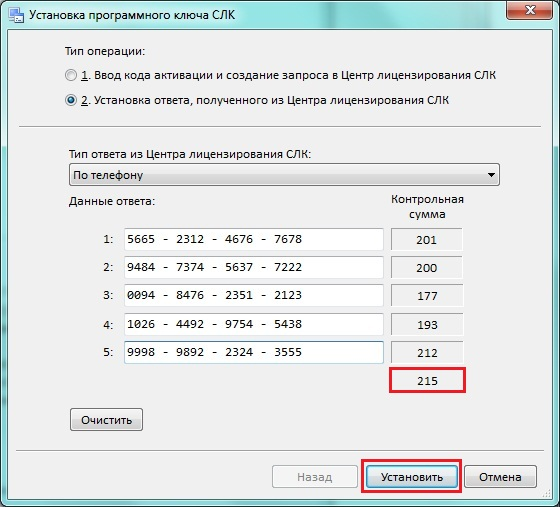 Установка программного ключа СЛК
Тип операции:
1. Ввод кода активации и создание запроса в Центр лицензирования СЛК
2. Установка ответа, полученного из Центра лицензирования СЛК
Тип ответа из Центра лицензирования СЛК:
По телефону
Данные ответа:
Контрольная
сумма
1: 5665 - 2312 - 4676 - 7678 201
2: 9484 - 7374 - 5637 - 7222 200
3: 0094 - 8476 - 2351 - 2123 177
4: 1026 - 4492 - 9754 - 5438 193
5: 9998 - 9892 - 2324 - 3555 212
215
Очистить
Назад Установить Отмена